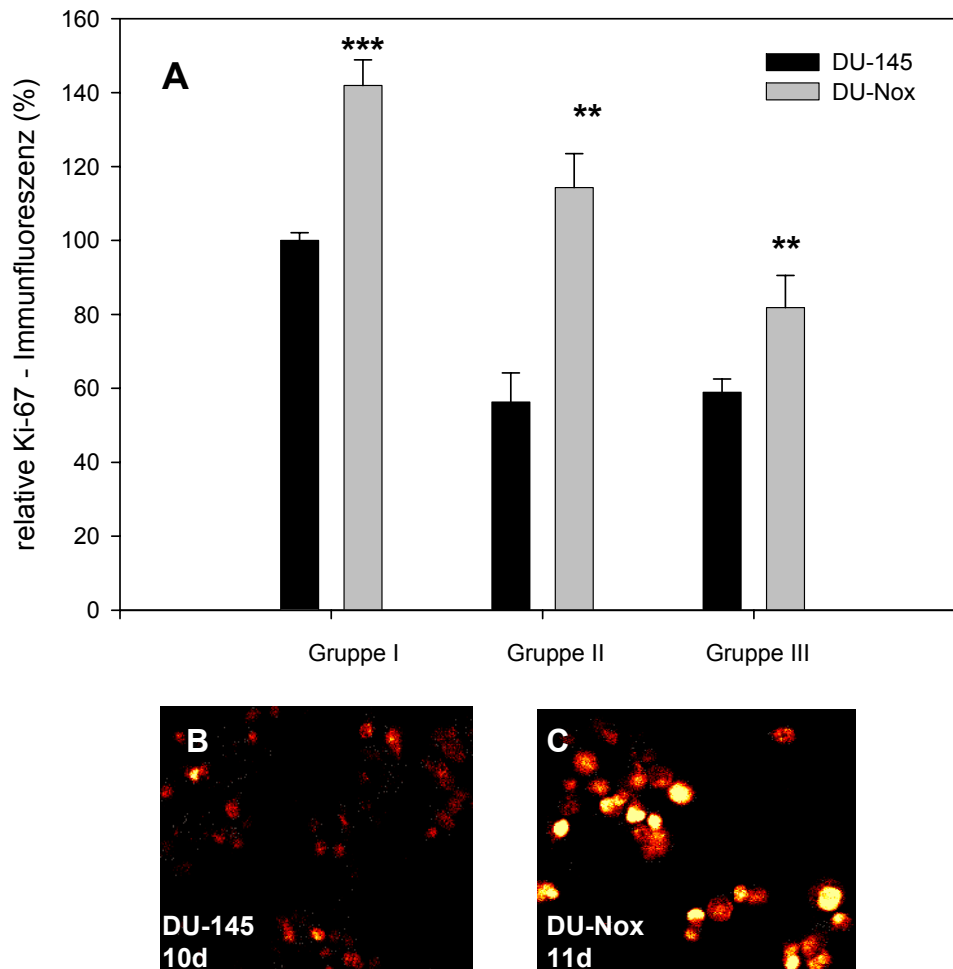 160
140
120
100
80
60
40
20
0
relative Ki-67 - Immunfluoreszenz (%)
A
***
**
**
DU-145
DU-Nox
Gruppe I
Gruppe II
Gruppe III
B
DU-145
10d
C
DU-Nox
11d